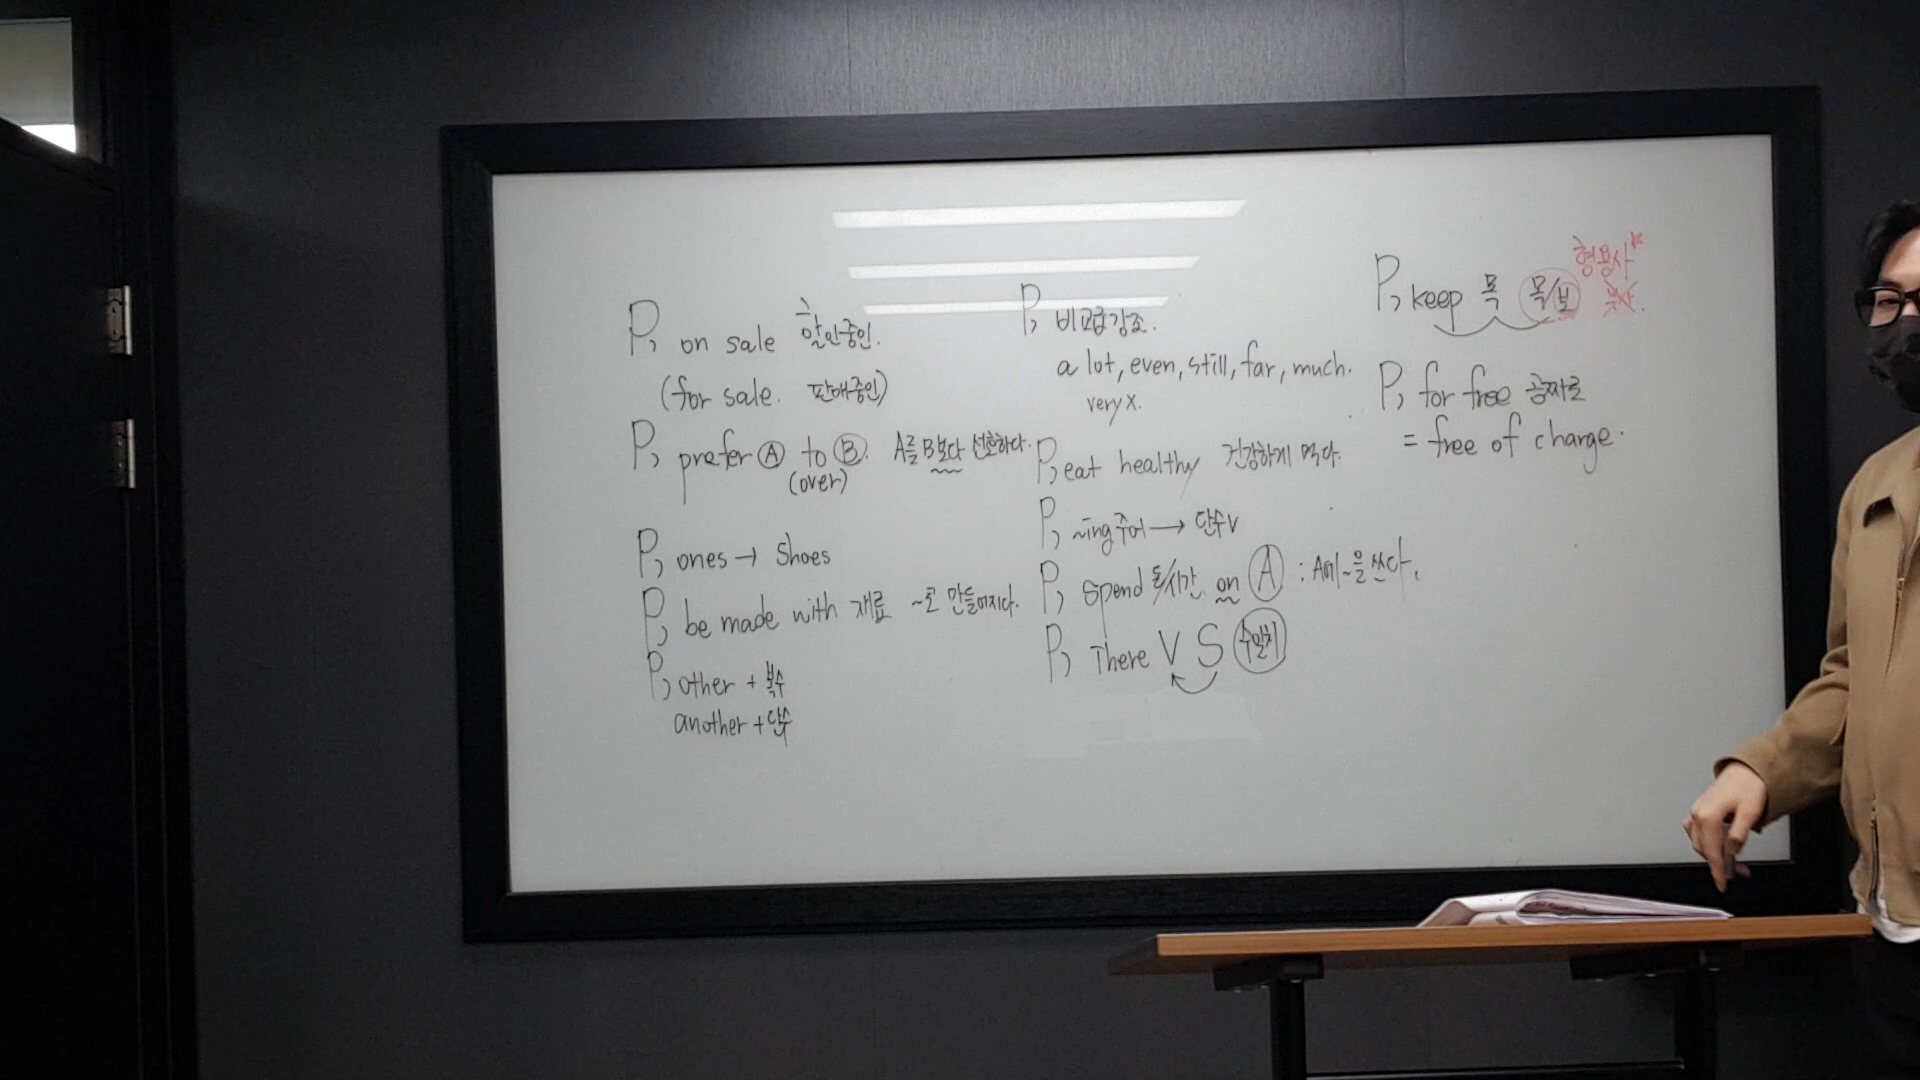 P, on sale 할인중인.
(for sale. 판매중인)
P, prefer Ⓐ to Ⓑ. A를 B보다 선호하다.
(over)
P, ones → shoes
P, be made with 재료 ~로 만들어지다.
P, other + 복수
another + 단수
P, 비교급강조.
a lot, even, still, far, much.
very x.
P, eat healthy 건강하게 먹다.
P, ~ing주어 → 단수V
P, spend 돈/시간 on Ⓐ : A에 ~을 쓰다.
P, There V S 수일치
형용사☆
P, keep 목 목/보 부사.
P, for free 공짜로
= free of charge.